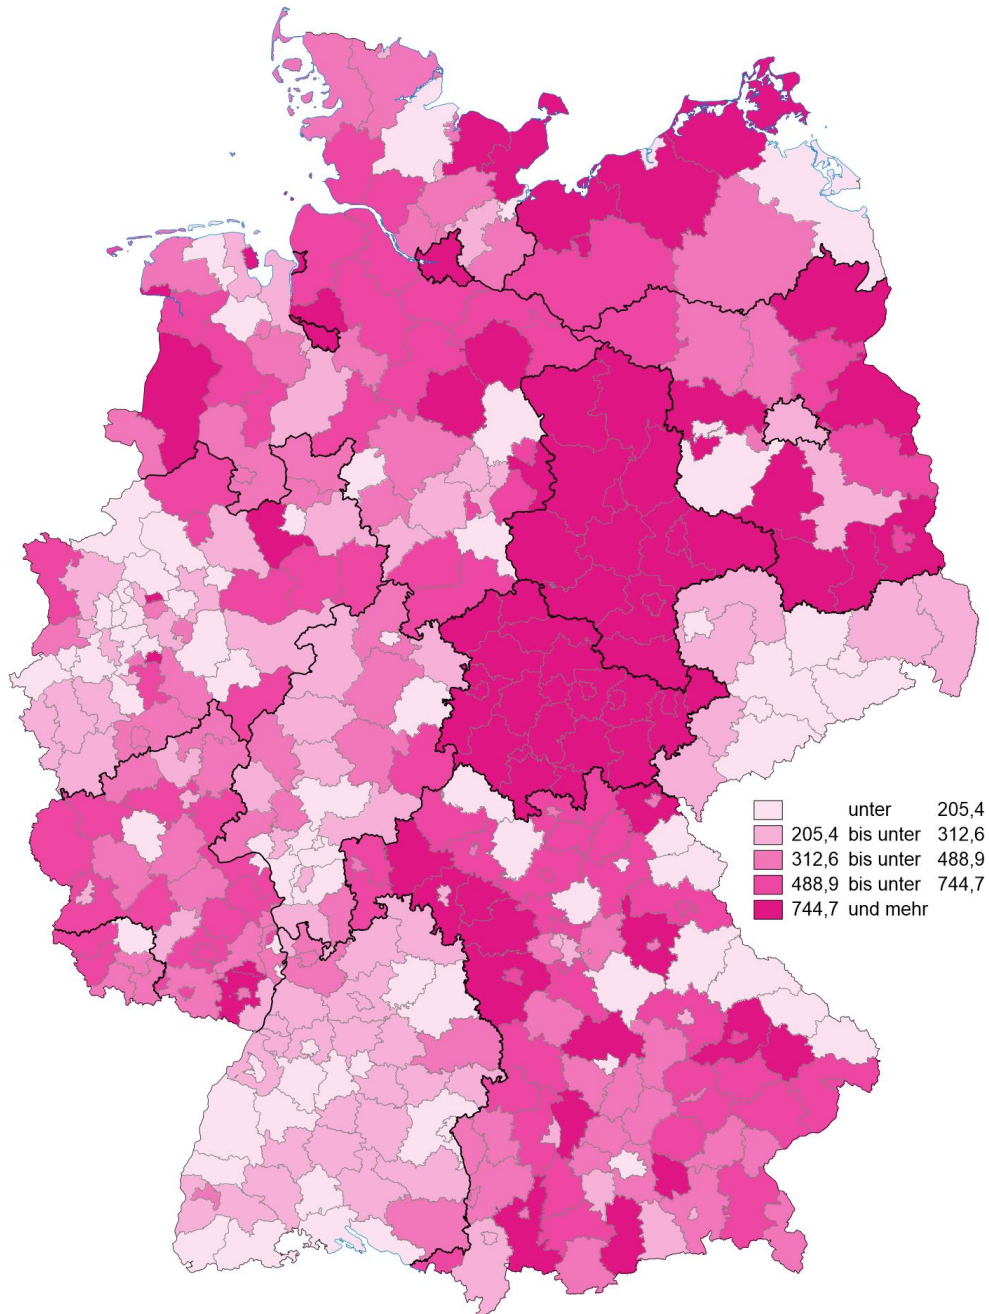 unter 205,4
205,4 bis unter 312,6
312,6 bis unter 488,9
488,9 bis unter 744,7
744,7 und mehr